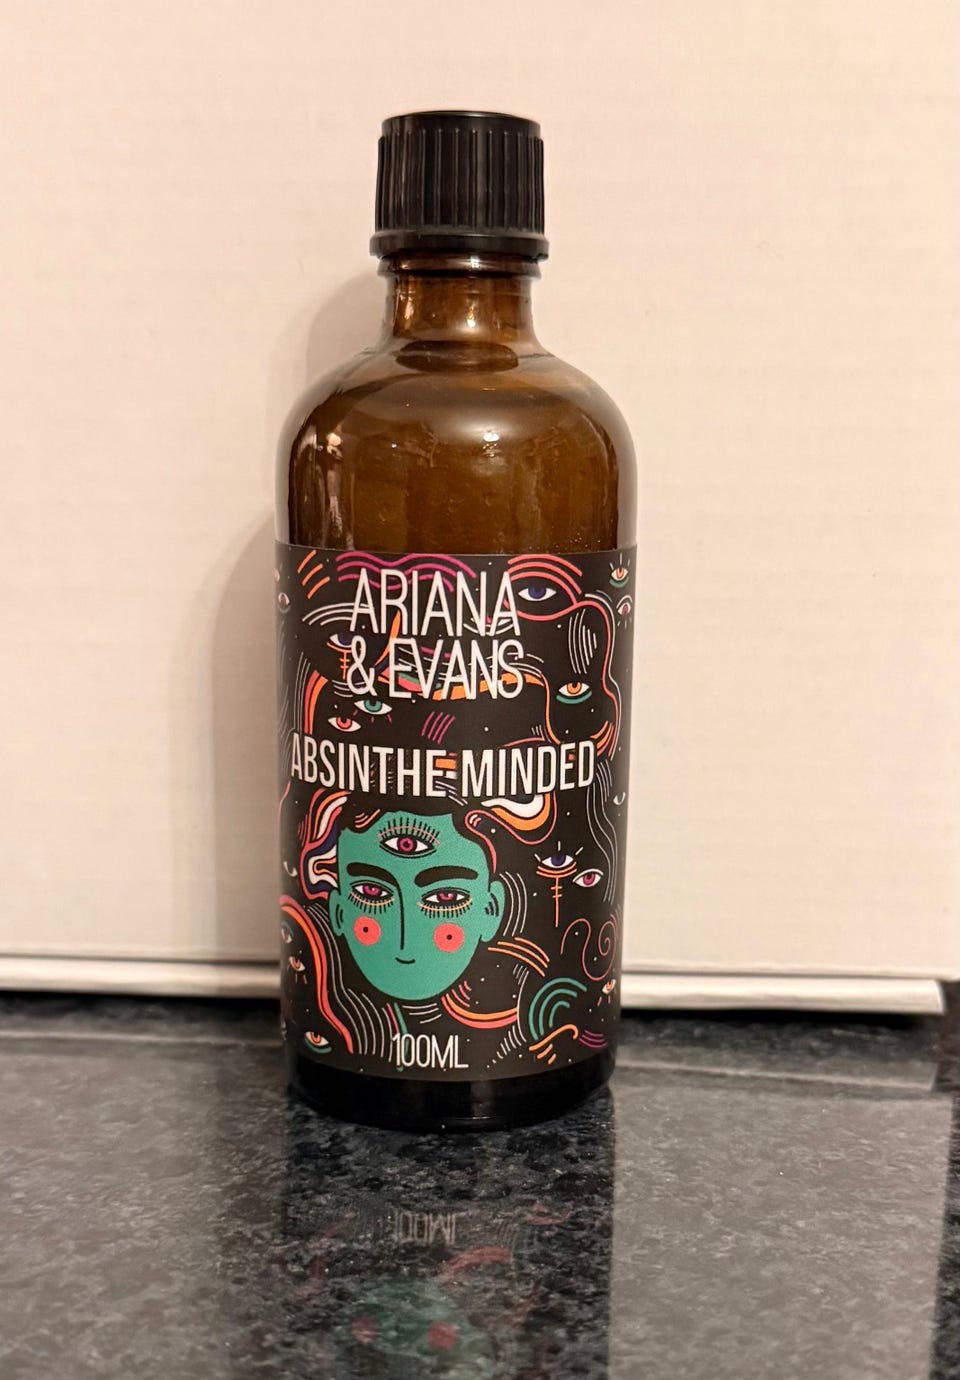 ARIANA
& EVANS
ABSINTHE MINDED
100ML